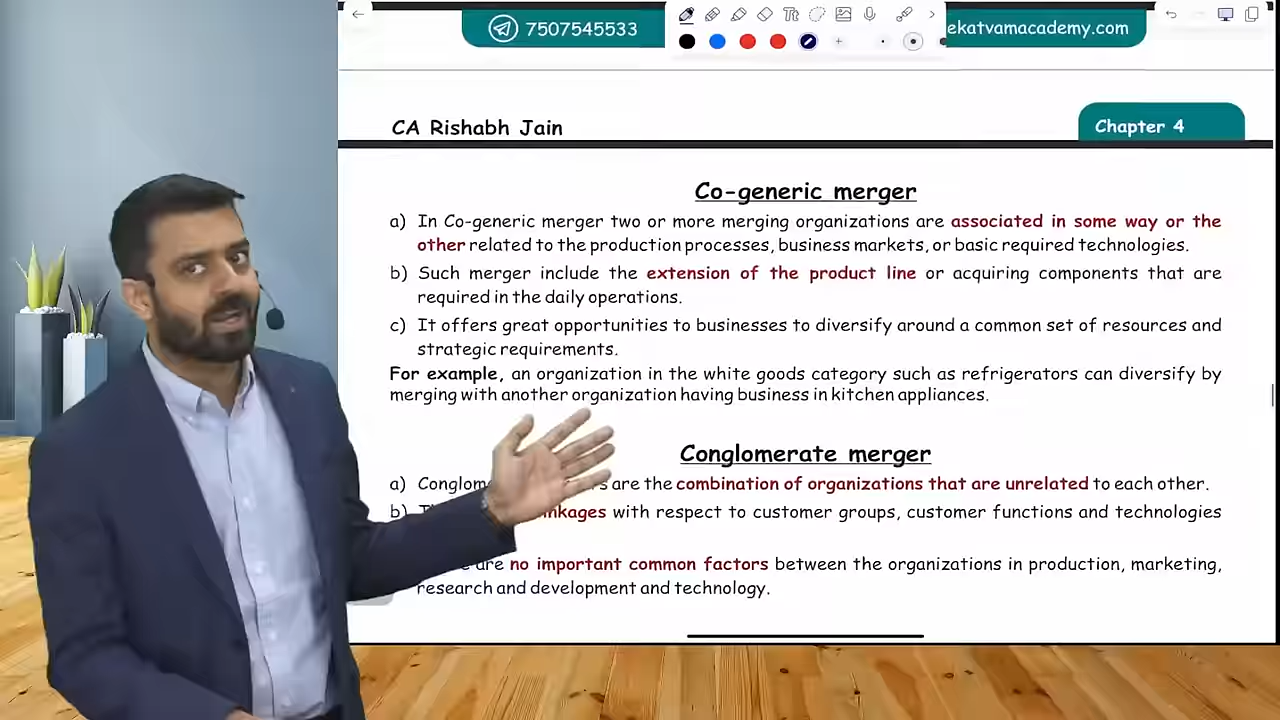 7507545533
ekatvamacademy.com
CA Rishabh Jain
Chapter 4
Co-generic merger
a) In Co-generic merger two or more merging organizations are associated in some way or the
other related to the production processes, business markets, or basic required technologies.
b) Such merger include the extension of the product line or acquiring components that are
required in the daily operations.
c) It offers great opportunities to businesses to diversify around a common set of resources and
strategic requirements.
For example, an organization in the white goods category such as refrigerators can diversify by
merging with another organization having business in kitchen appliances.
Conglomerate merger
a) are the combination of organizations that are unrelated to each other.
b) with respect to customer groups, customer functions and technologies
are no important common factors between the organizations in production, marketing,
research and development and technology.